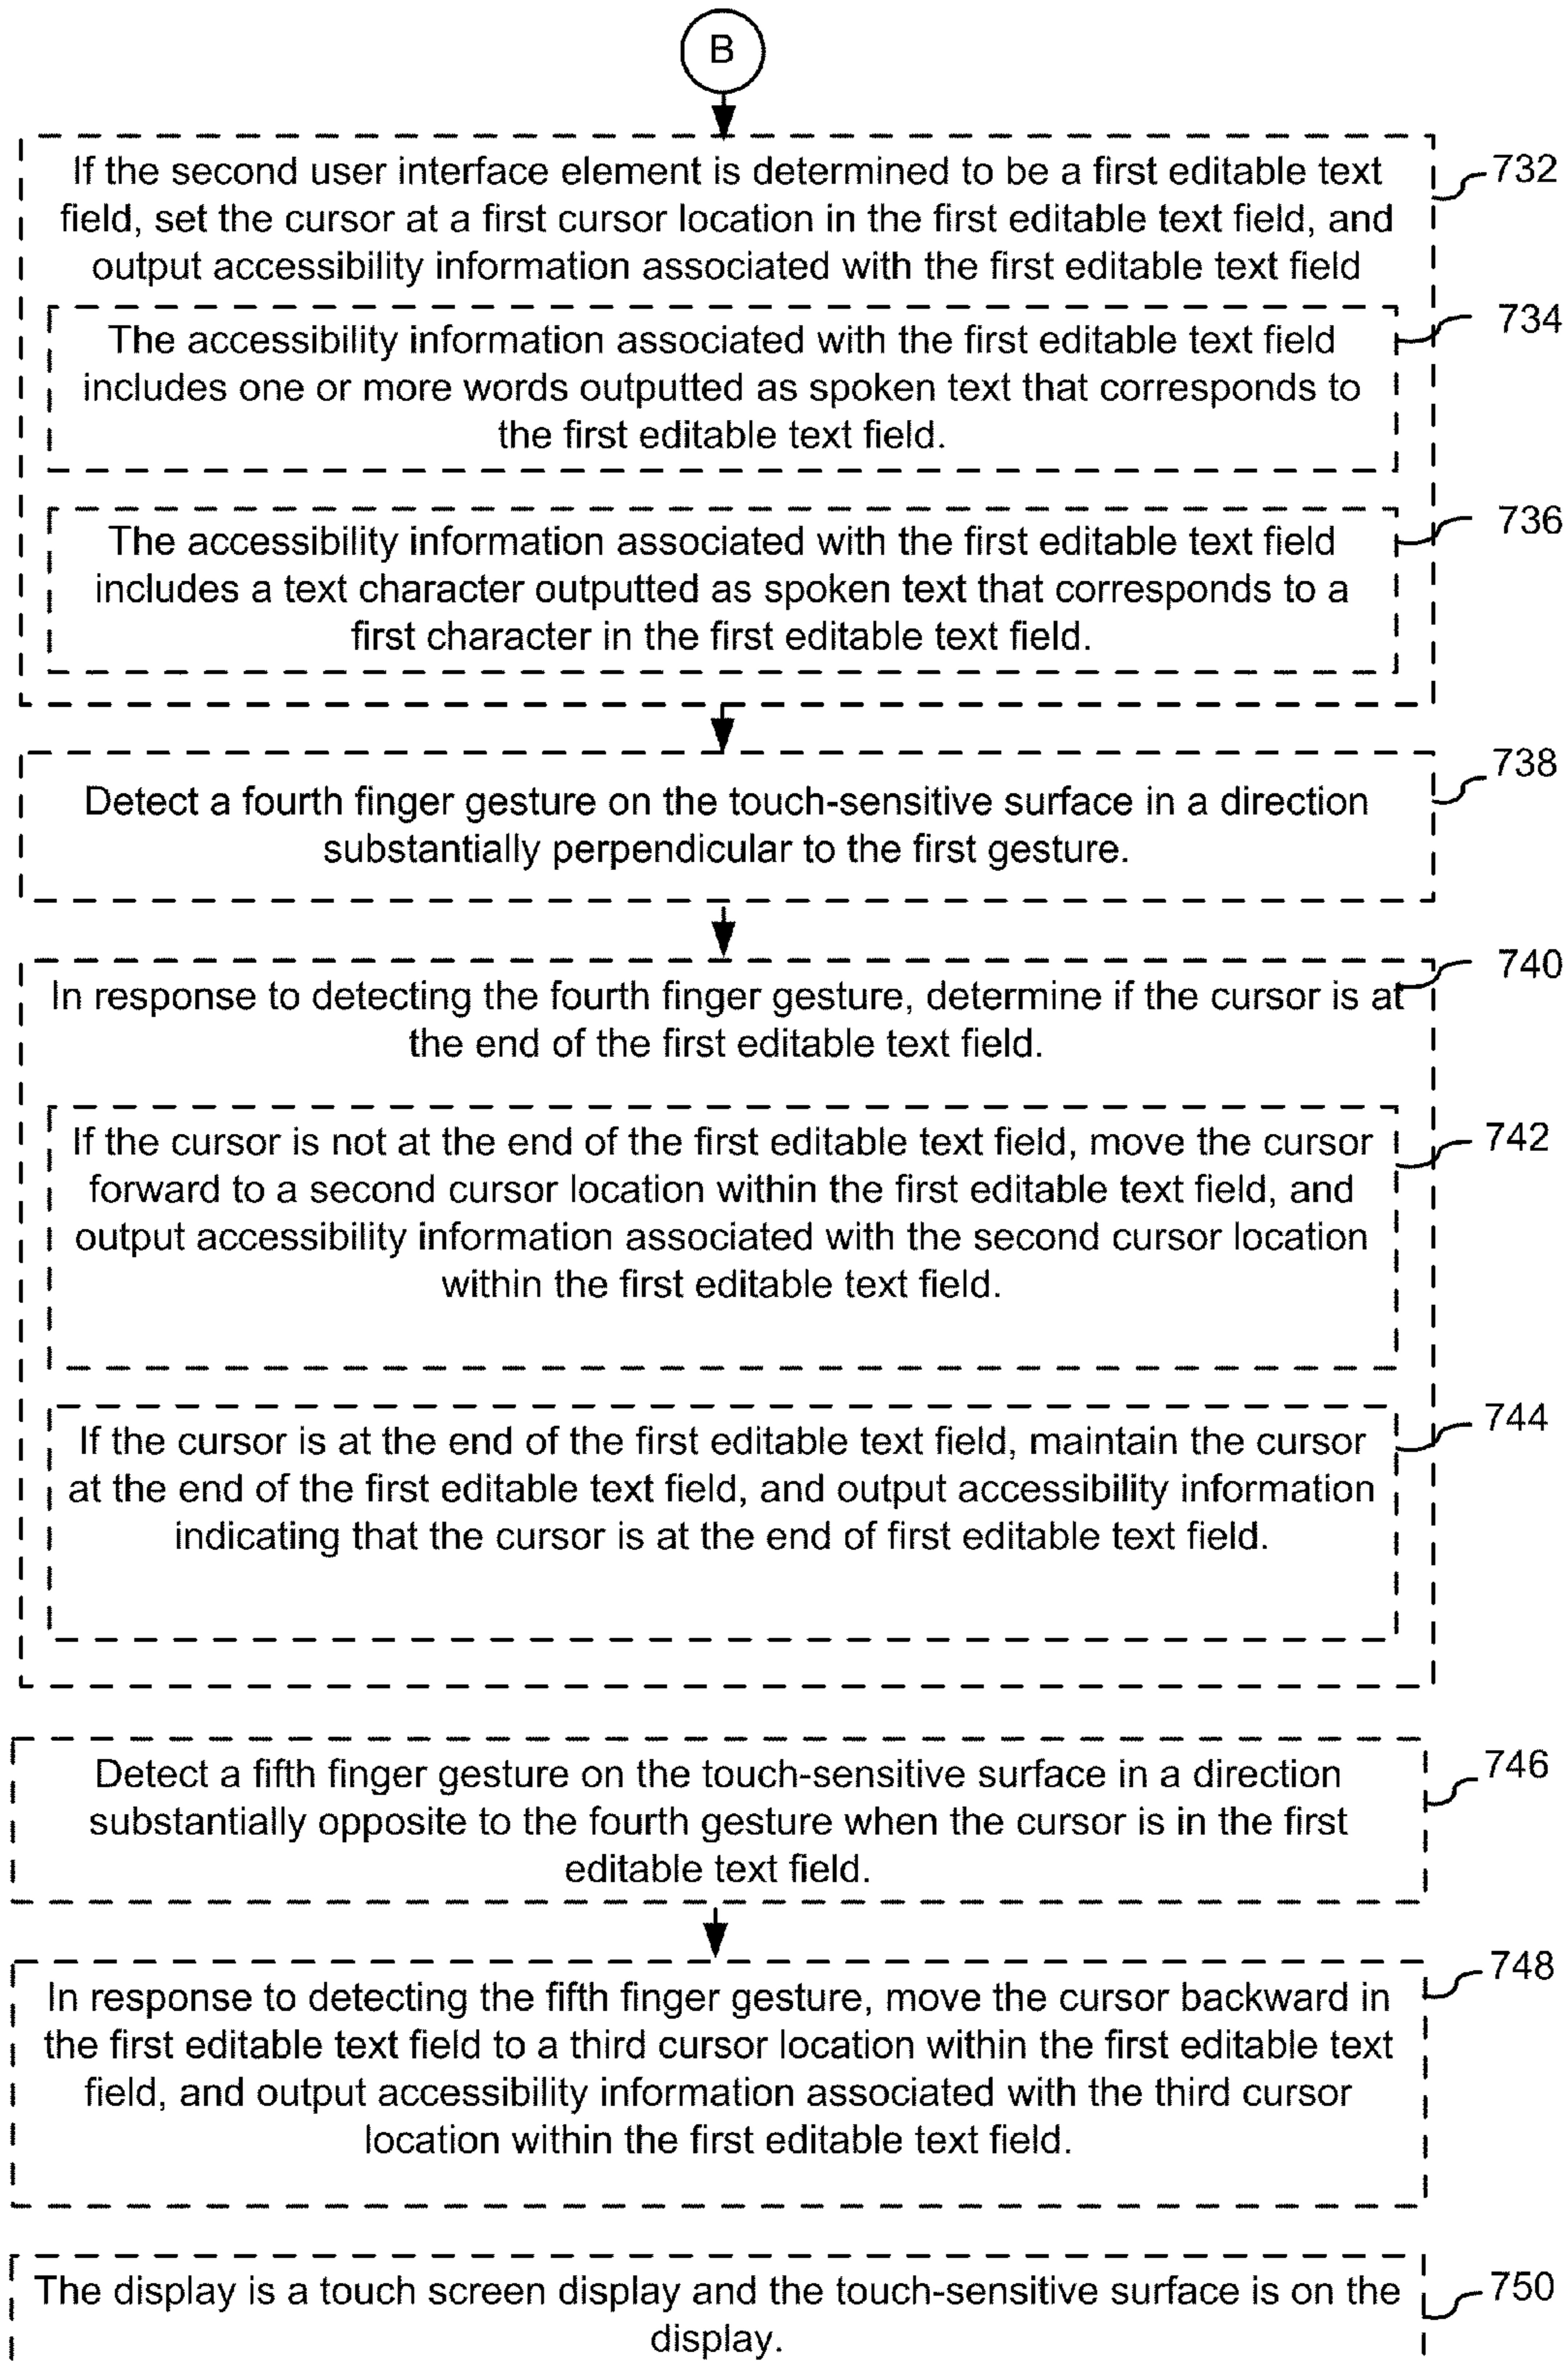 B
If the second user interface element is determined to be a first editable text
field, set the cursor at a first cursor location in the first editable text field, and
output accessibility information associated with the first editable text field
732
The accessibility information associated with the first editable text field
includes one or more words outputted as spoken text that corresponds to
the first editable text field.
734
The accessibility information associated with the first editable text field
includes a text character outputted as spoken text that corresponds to a
first character in the first editable text field.
736
Detect a fourth finger gesture on the touch-sensitive surface in a direction
substantially perpendicular to the first gesture.
738
In response to detecting the fourth finger gesture, determine if the cursor is at
the end of the first editable text field.
740
If the cursor is not at the end of the first editable text field, move the cursor
forward to a second cursor location within the first editable text field, and
output accessibility information associated with the second cursor location
within the first editable text field.
742
If the cursor is at the end of the first editable text field, maintain the cursor
at the end of the first editable text field, and output accessibility information
indicating that the cursor is at the end of first editable text field.
744
Detect a fifth finger gesture on the touch-sensitive surface in a direction
substantially opposite to the fourth gesture when the cursor is in the first
editable text field.
746
In response to detecting the fifth finger gesture, move the cursor backward in
the first editable text field to a third cursor location within the first editable text
field, and output accessibility information associated with the third cursor
location within the first editable text field.
748
The display is a touch screen display and the touch-sensitive surface is on the
display.
750